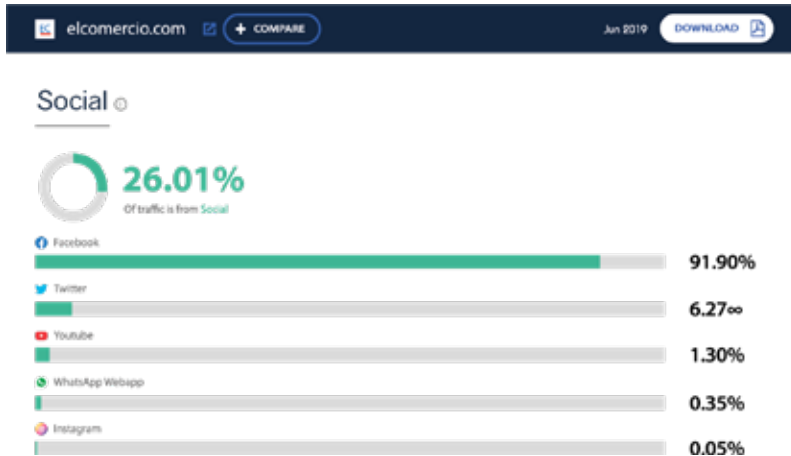 elcomercio.com + COMPARE Jun 2019 DOWNLOAD
Social
26.01%
Of traffic is from Social
Facebook
91.90%
Twitter
6.27∞
Youtube
1.30%
WhatsApp Webapp
0.35%
Instagram
0.05%